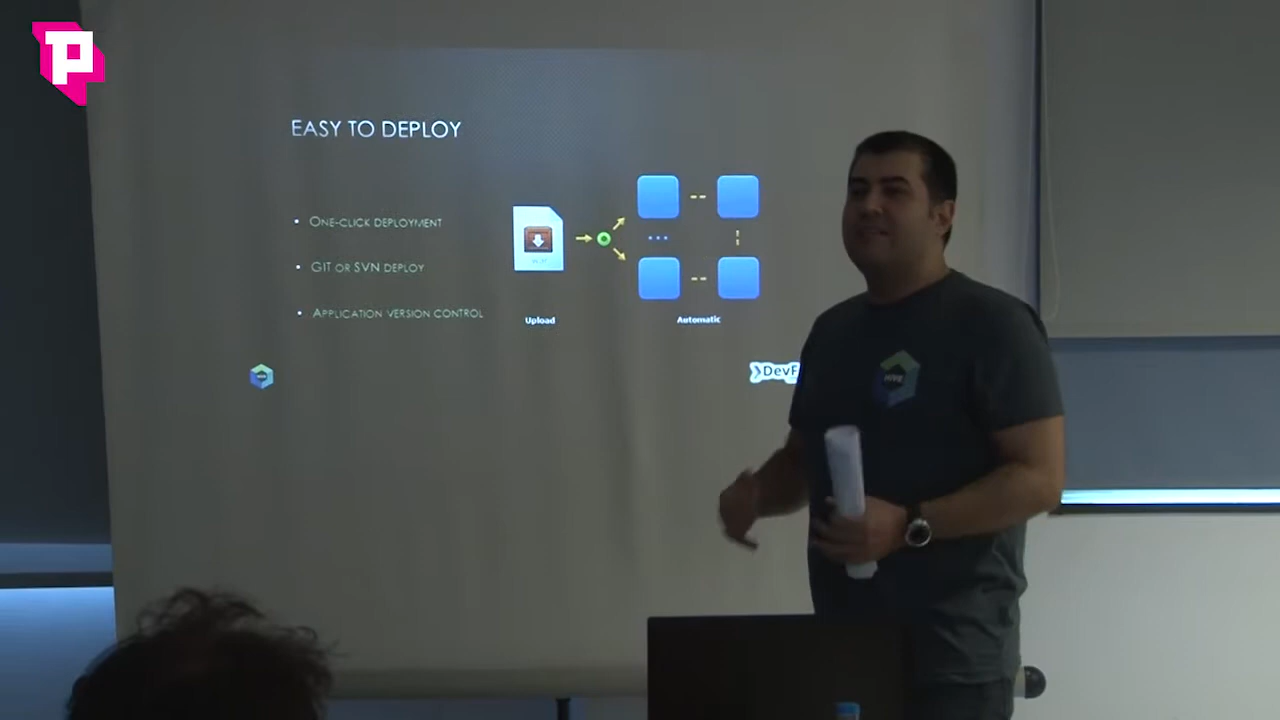 P
EASY TO DEPLOY
• ONE-CLICK DEPLOYMENT
• GIT OR SVN DEPLOY
• APPLICATION VERSION CONTROL
Upload
Automatic
DevF